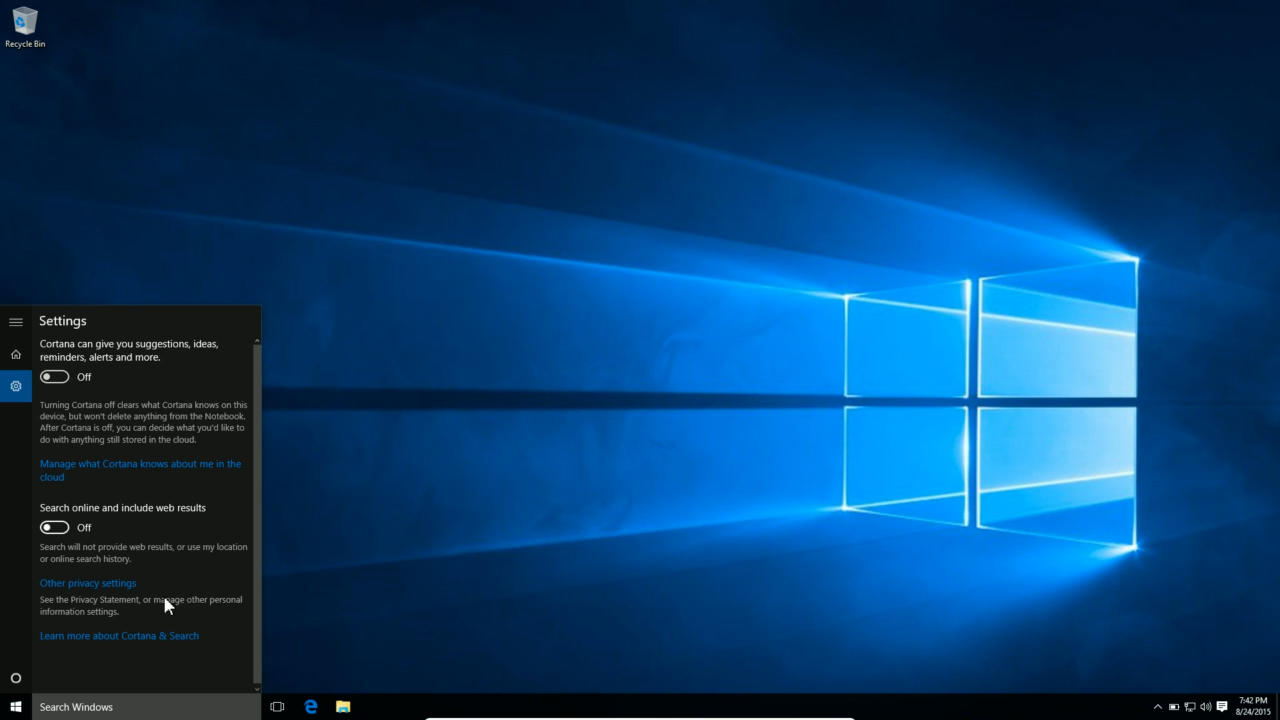 Recycle Bin
Settings
Cortana can give you suggestions, ideas,
reminders, alerts and more.
Off
Turning Cortana off clears what Cortana knows on this
device, but won't delete anything from the Notebook.
After Cortana is off, you can decide what you'd like to
do with anything still stored in the cloud.
Manage what Cortana knows about me in the
cloud
Search online and include web results
Off
Search will not provide web results, or use my location
or online search history.
Other privacy settings
See the Privacy Statement, or manage other personal
information settings.
Learn more about Cortana & Search
Search Windows
7:42 PM
8/24/2015